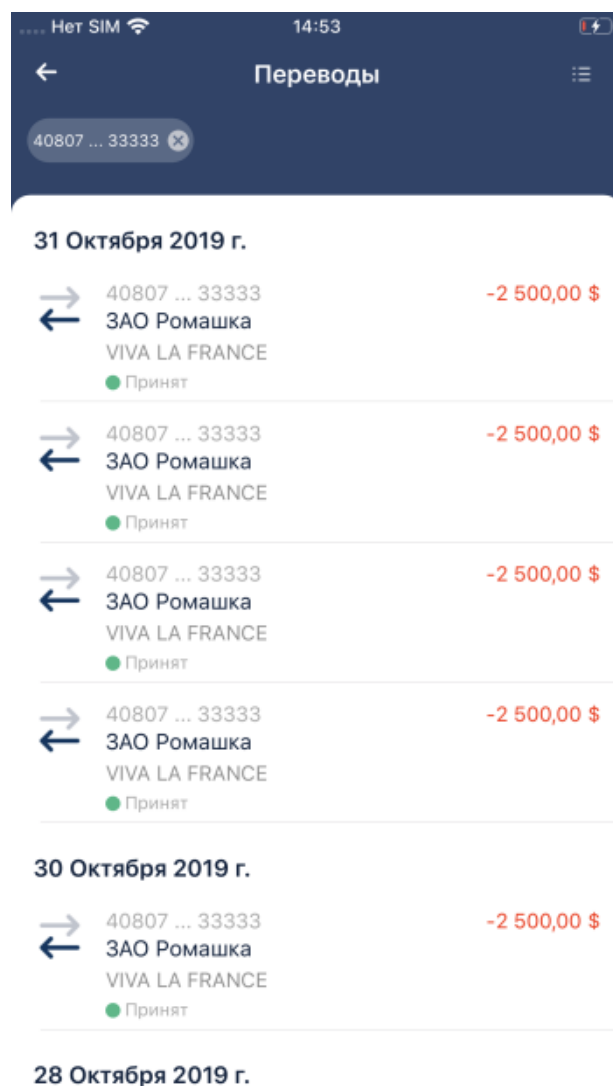 Нет SIM 14:53
Переводы
40807 ... 33333
31 Октября 2019 г.
40807 ... 33333 -2 500,00 $
ЗАО Ромашка
VIVA LA FRANCE
Принят
40807 ... 33333 -2 500,00 $
ЗАО Ромашка
VIVA LA FRANCE
Принят
40807 ... 33333 -2 500,00 $
ЗАО Ромашка
VIVA LA FRANCE
Принят
40807 ... 33333 -2 500,00 $
ЗАО Ромашка
VIVA LA FRANCE
Принят
30 Октября 2019 г.
40807 ... 33333 -2 500,00 $
ЗАО Ромашка
VIVA LA FRANCE
Принят
28 Октября 2019 г.